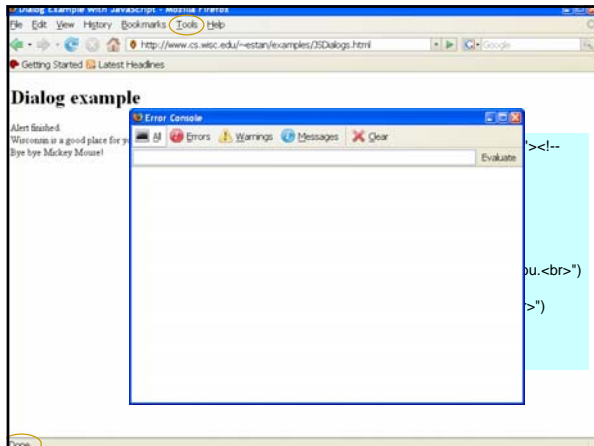 Dialog Example With JavaScript - Mozilla Firefox
File Edit View History Bookmarks Tools Help
http://www.cs.wisc.edu/~estan/examples/JSDialogs.html
Google
Getting Started Latest Headlines
Dialog example
Alert finished.
Wisconsin is a good place for
Bye bye Mickey Mouse!
Error Console
All Errors Warnings Messages Clear
Evaluate
"><!--
ou.<br>")
>")
Done